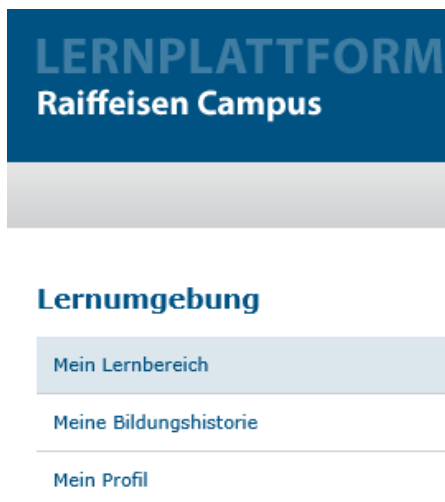 LERNPLATTFORM
Raiffeisen Campus
Lernumgebung
Mein Lernbereich
Meine Bildungshistorie
Mein Profil